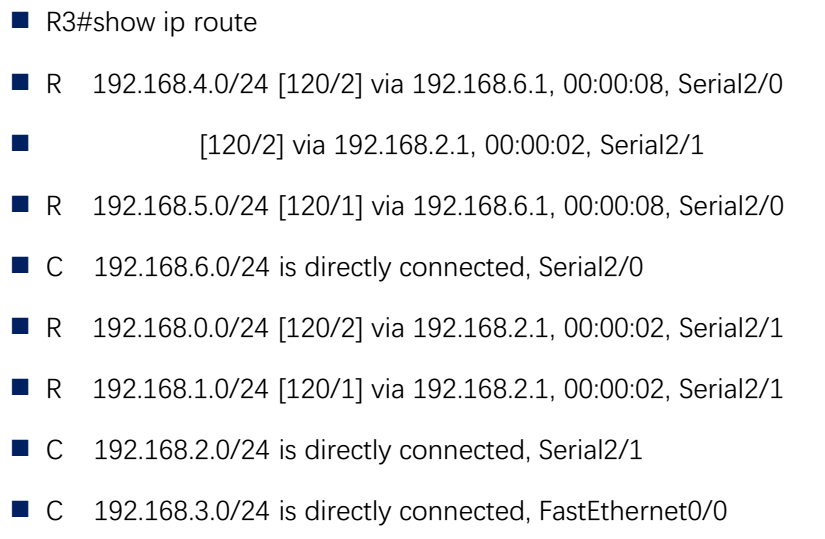 R3#show ip route
R 192.168.4.0/24 [120/2] via 192.168.6.1, 00:00:08, Serial2/0
[120/2] via 192.168.2.1, 00:00:02, Serial2/1
R 192.168.5.0/24 [120/1] via 192.168.6.1, 00:00:08, Serial2/0
C 192.168.6.0/24 is directly connected, Serial2/0
R 192.168.0.0/24 [120/2] via 192.168.2.1, 00:00:02, Serial2/1
R 192.168.1.0/24 [120/1] via 192.168.2.1, 00:00:02, Serial2/1
C 192.168.2.0/24 is directly connected, Serial2/1
C 192.168.3.0/24 is directly connected, FastEthernet0/0